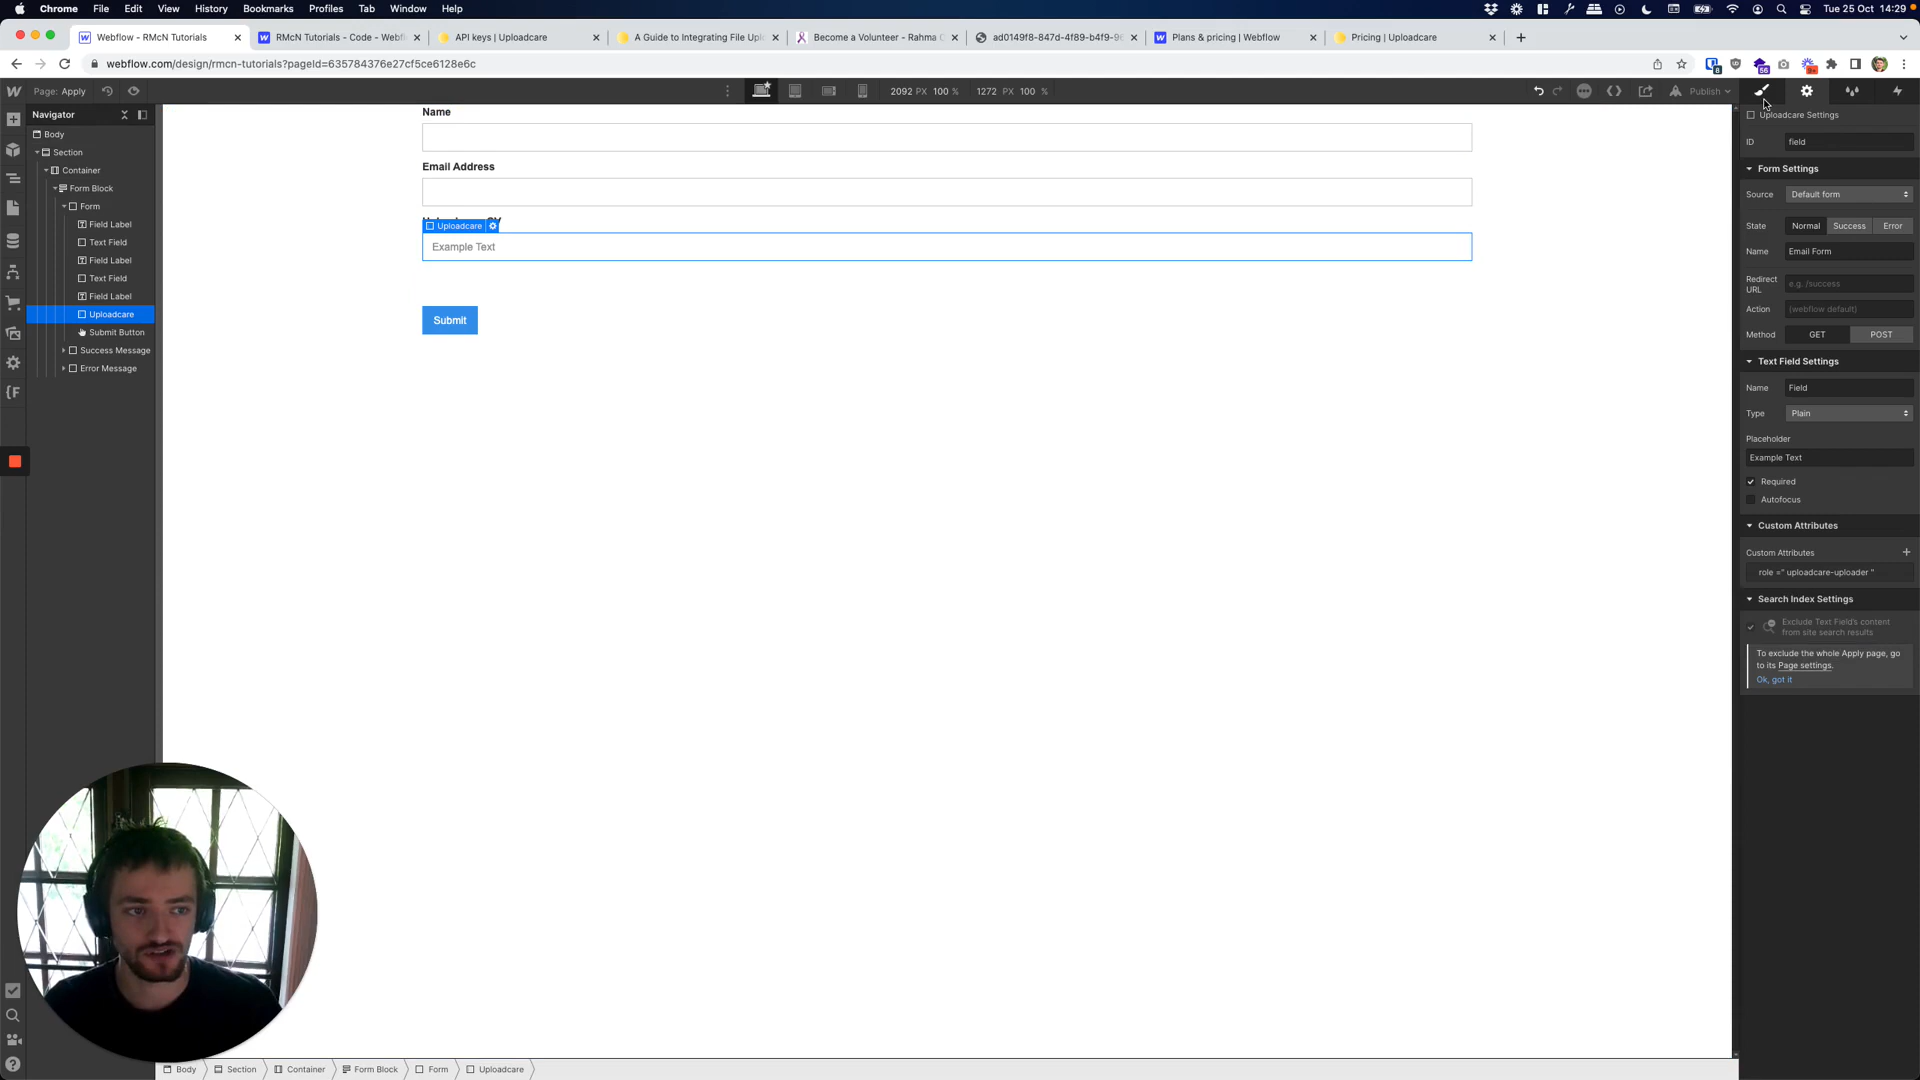 Chrome File Edit View History Bookmarks Profiles Tab Window Help
Tue 25 Oct 14:29
Webflow - RMcN Tutorials
RMcN Tutorials - Code - Webfl
API keys | Uploadcare
A Guide to Integrating File Uplo
Become a Volunteer - Rahma C
ad0149f8-847d-4f89-b4f9-96
Plans & pricing | Webflow
Pricing | Uploadcare
webflow.com/design/rmcn-tutorials?pageId=635784376e27cf5ce6128e6c
Page: Apply
2092 PX 100 %
1272 PX 100 %
Publish
Navigator
Body
Section
Container
Form Block
Form
Field Label
Text Field
Field Label
Text Field
Field Label
Uploadcare
Submit Button
Success Message
Error Message
Name
Email Address
Uploadcare
Example Text
Submit
Uploadcare Settings
ID field
Form Settings
Source Default form
State Normal Success Error
Name Email Form
Redirect URL e.g. /success
Action (webflow default)
Method GET POST
Text Field Settings
Name Field
Type Plain
Placeholder
Example Text
Required
Autofocus
Custom Attributes
Custom Attributes
role =" uploadcare-uploader "
Search Index Settings
Exclude Text Field's content
from site search results
To exclude the whole Apply page, go
to its Page settings.
Ok, got it
Body Section Container Form Block Form Uploadcare